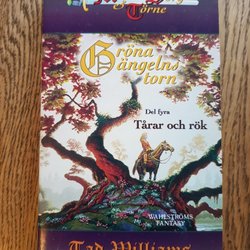 Törne
Gröna
ängelns
torn
Del fyra
Tårar och rök
WAHLSTRÖMS
FANTASY
Tad Williams